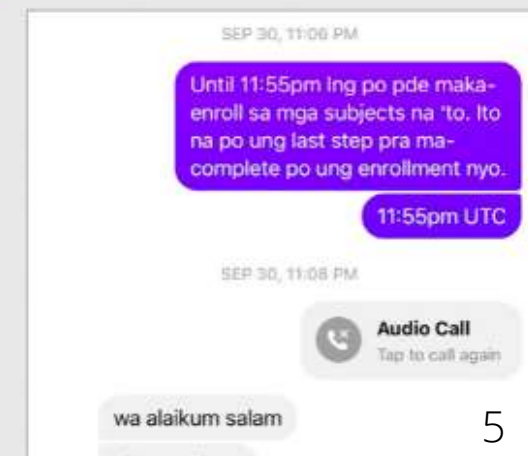 SEP 30, 11:06 PM
Until 11:55pm lng po pde maka-
enroll sa mga subjects na 'to. Ito
na po ung last step pra ma-
complete po ung enrollment nyo.
11:55pm UTC
SEP 30, 11:08 PM
Audio Call
Tap to call again
wa alaikum salam
5